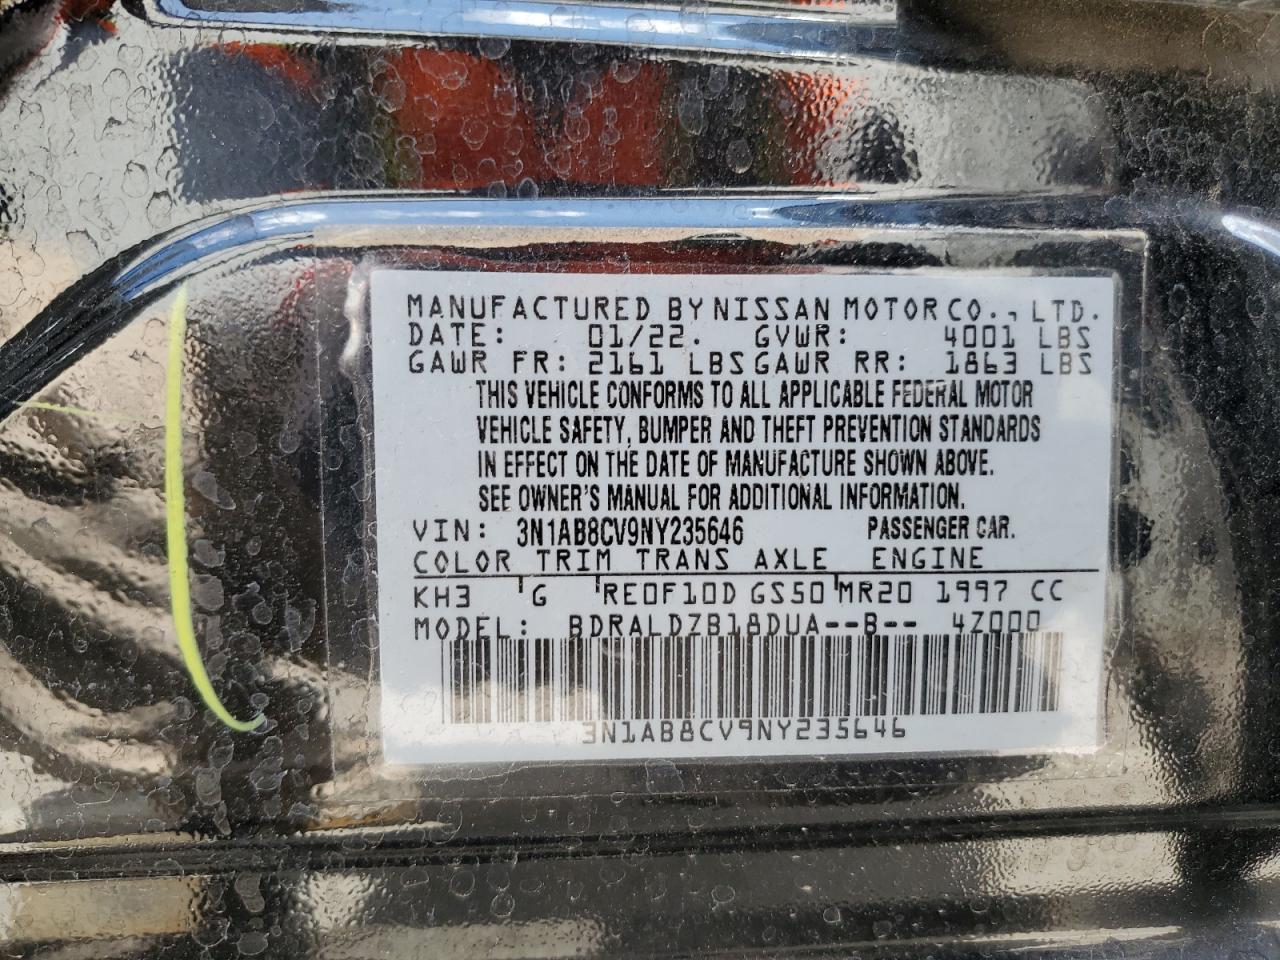 MANUFACTURED BY NISSAN MOTOR CO., LTD.
DATE: 01/22. GVWR: 4001 LBS
GAWR FR: 2161 LBS GAWR RR: 1863 LBS
THIS VEHICLE CONFORMS TO ALL APPLICABLE FEDERAL MOTOR
VEHICLE SAFETY, BUMPER AND THEFT PREVENTION STANDARDS
IN EFFECT ON THE DATE OF MANUFACTURE SHOWN ABOVE.
SEE OWNER'S MANUAL FOR ADDITIONAL INFORMATION.
VIN: 3N1AB8CV9NY235646 PASSENGER CAR.
COLOR TRIM TRANS AXLE ENGINE
KH3 G RE0F10D GS50 MR20 1997 CC
MODEL: BDRALDZB18DUA--B-- 4Z000
3N1AB8CV9NY235646